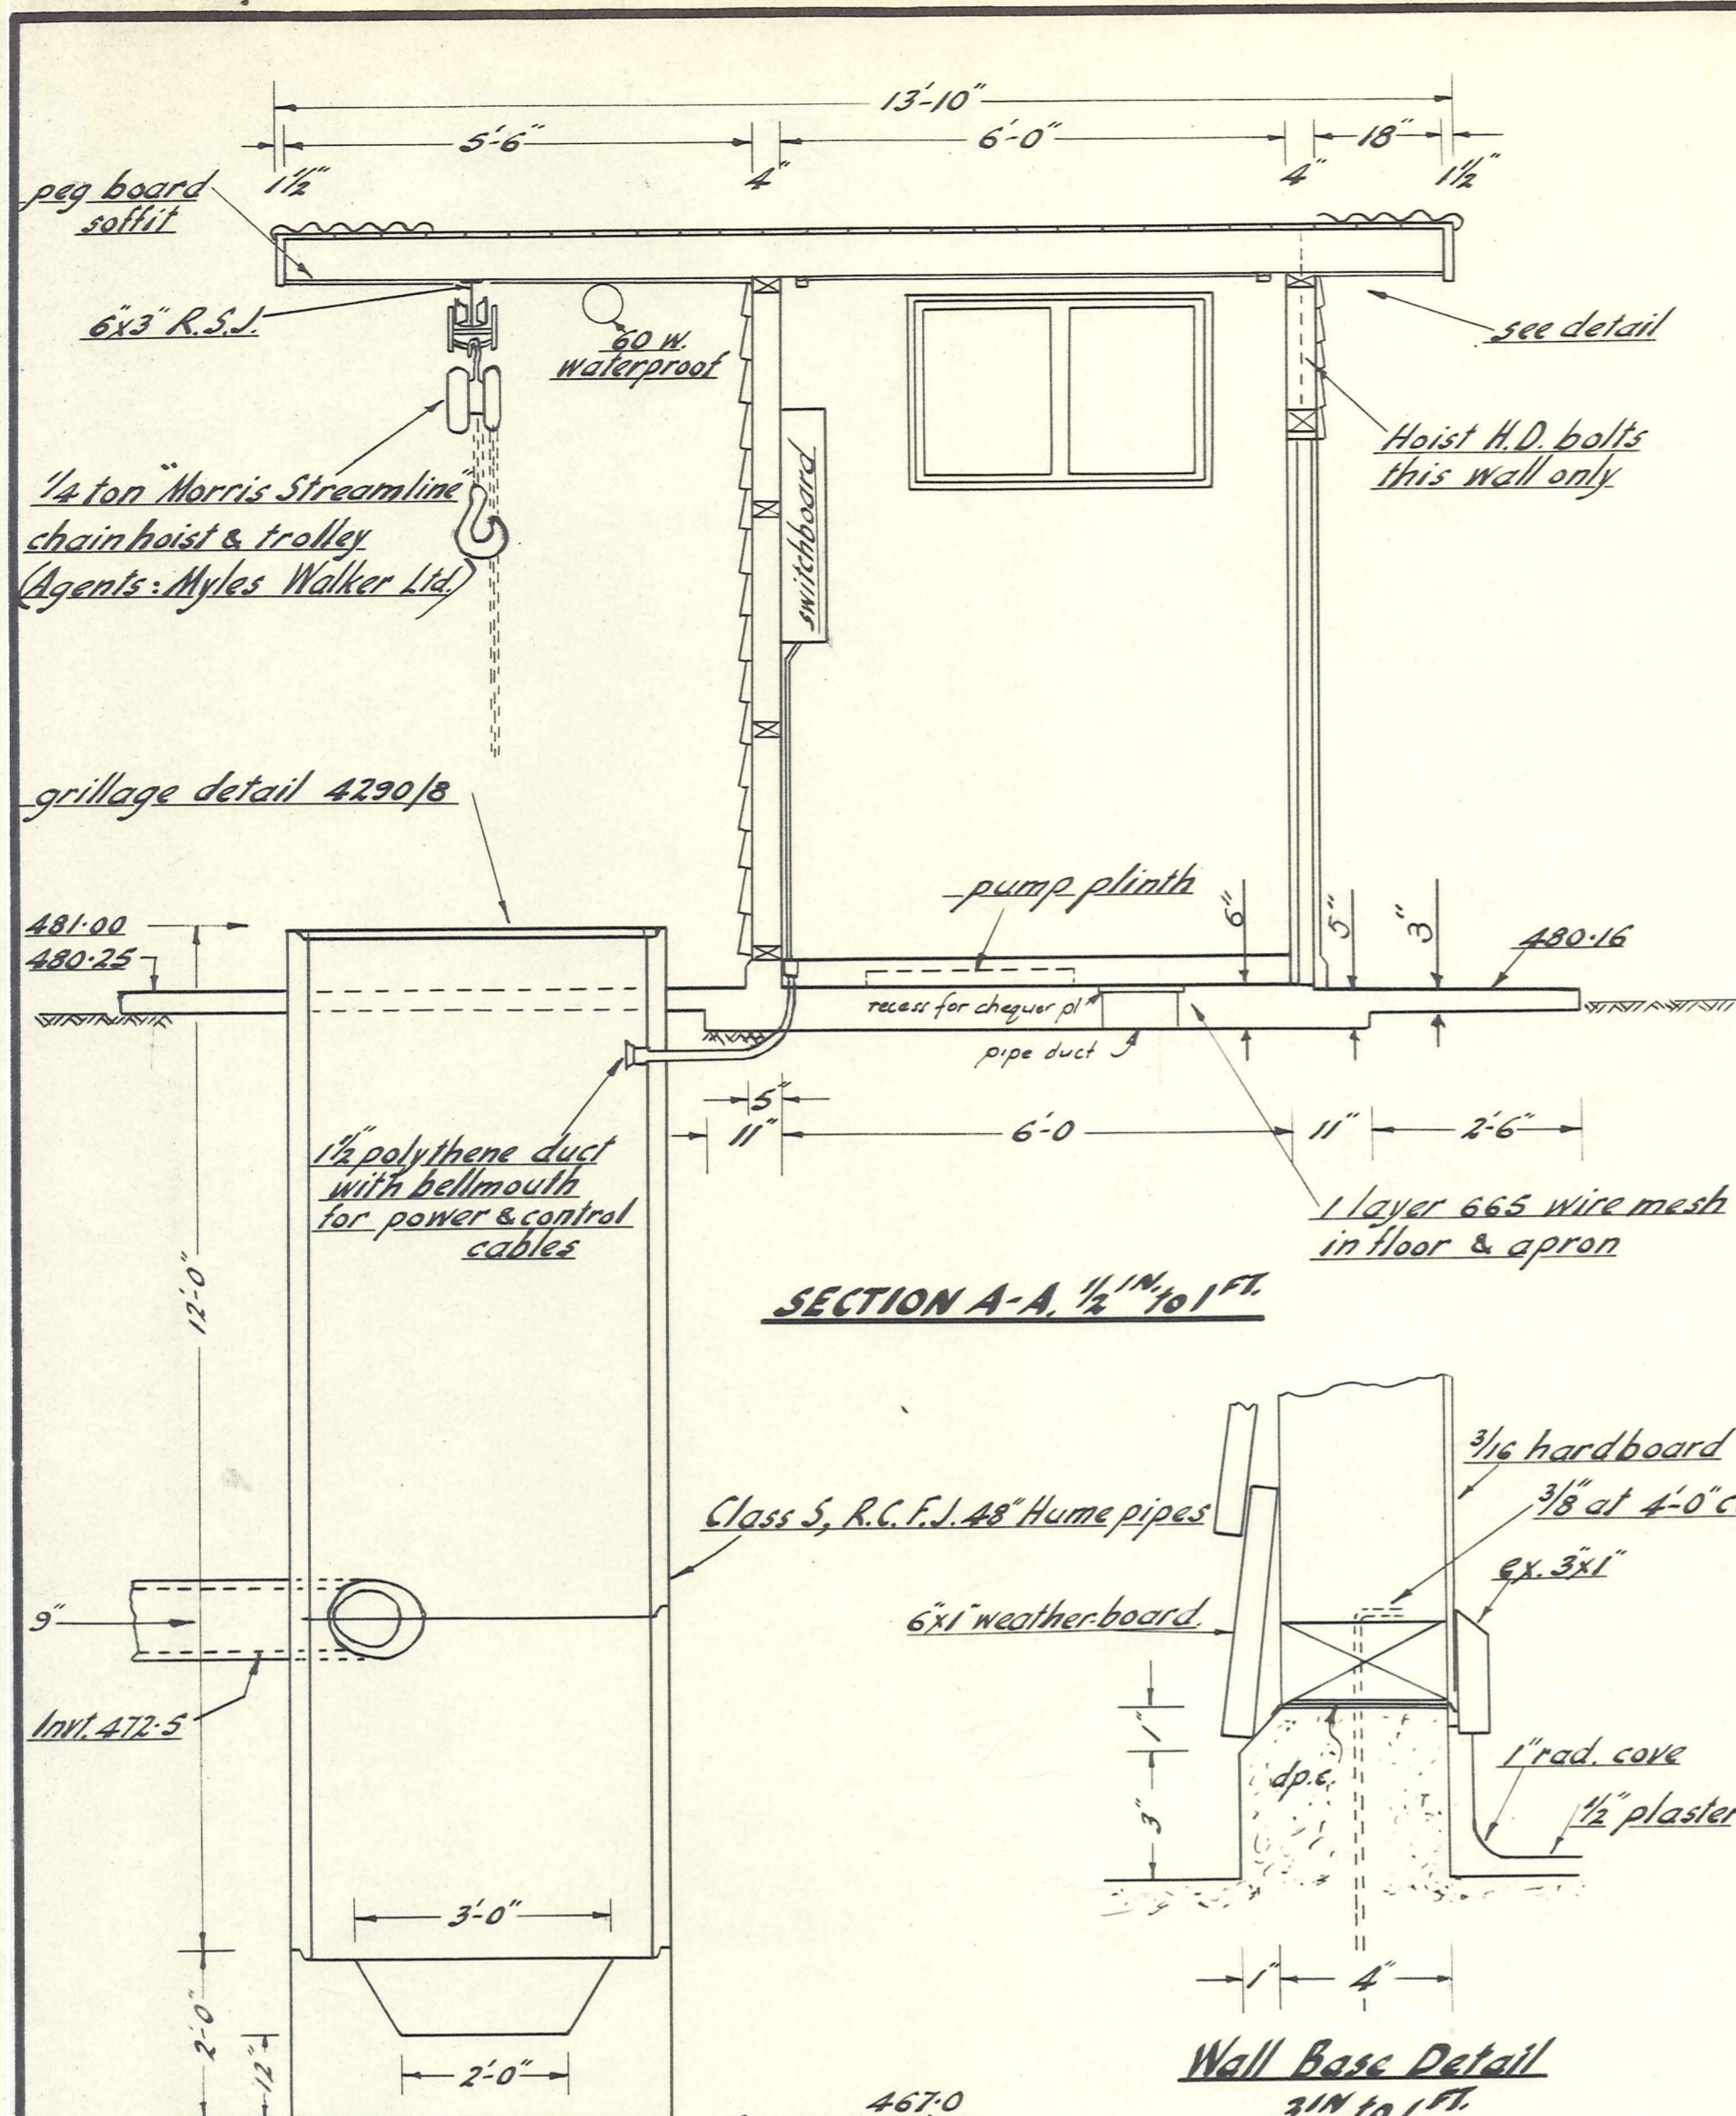 13'-10"
5'-6"
6'-0"
18"
1½"
4"
4"
1½"
peg board
soffit
6"x3" R.S.J.
60 w.
waterproof
see detail
Hoist H.D. bolts
this wall only
¼ ton "Morris Streamline"
chain hoist & trolley
(Agents: Myles Walker Ltd.)
switchboard
grillage detail 4290/8
pump plinth
6"
5"
3"
481·00
480·25
480·16
recess for chequer pl
pipe duct
5"
11"
6'-0
11"
2'-6"
1½" polythene duct
with bellmouth
for power & control
cables
1 layer 665 wire mesh
in floor & apron
SECTION A-A. ½ IN. to 1 FT.
12'-0"
3/16 hardboard
3/8" at 4'-0" c
ex. 3"x1"
Class S, R.C.F.J. 48" Hume pipes
6"x1" weather-board
9"
Invt. 472·5
1"
d.p.c.
1" rad. cove
½" plaster
3"
3'-0"
1"
4"
2'-0"
12"
2'-0"
Wall Base Detail
3 IN to 1 FT.
467·0